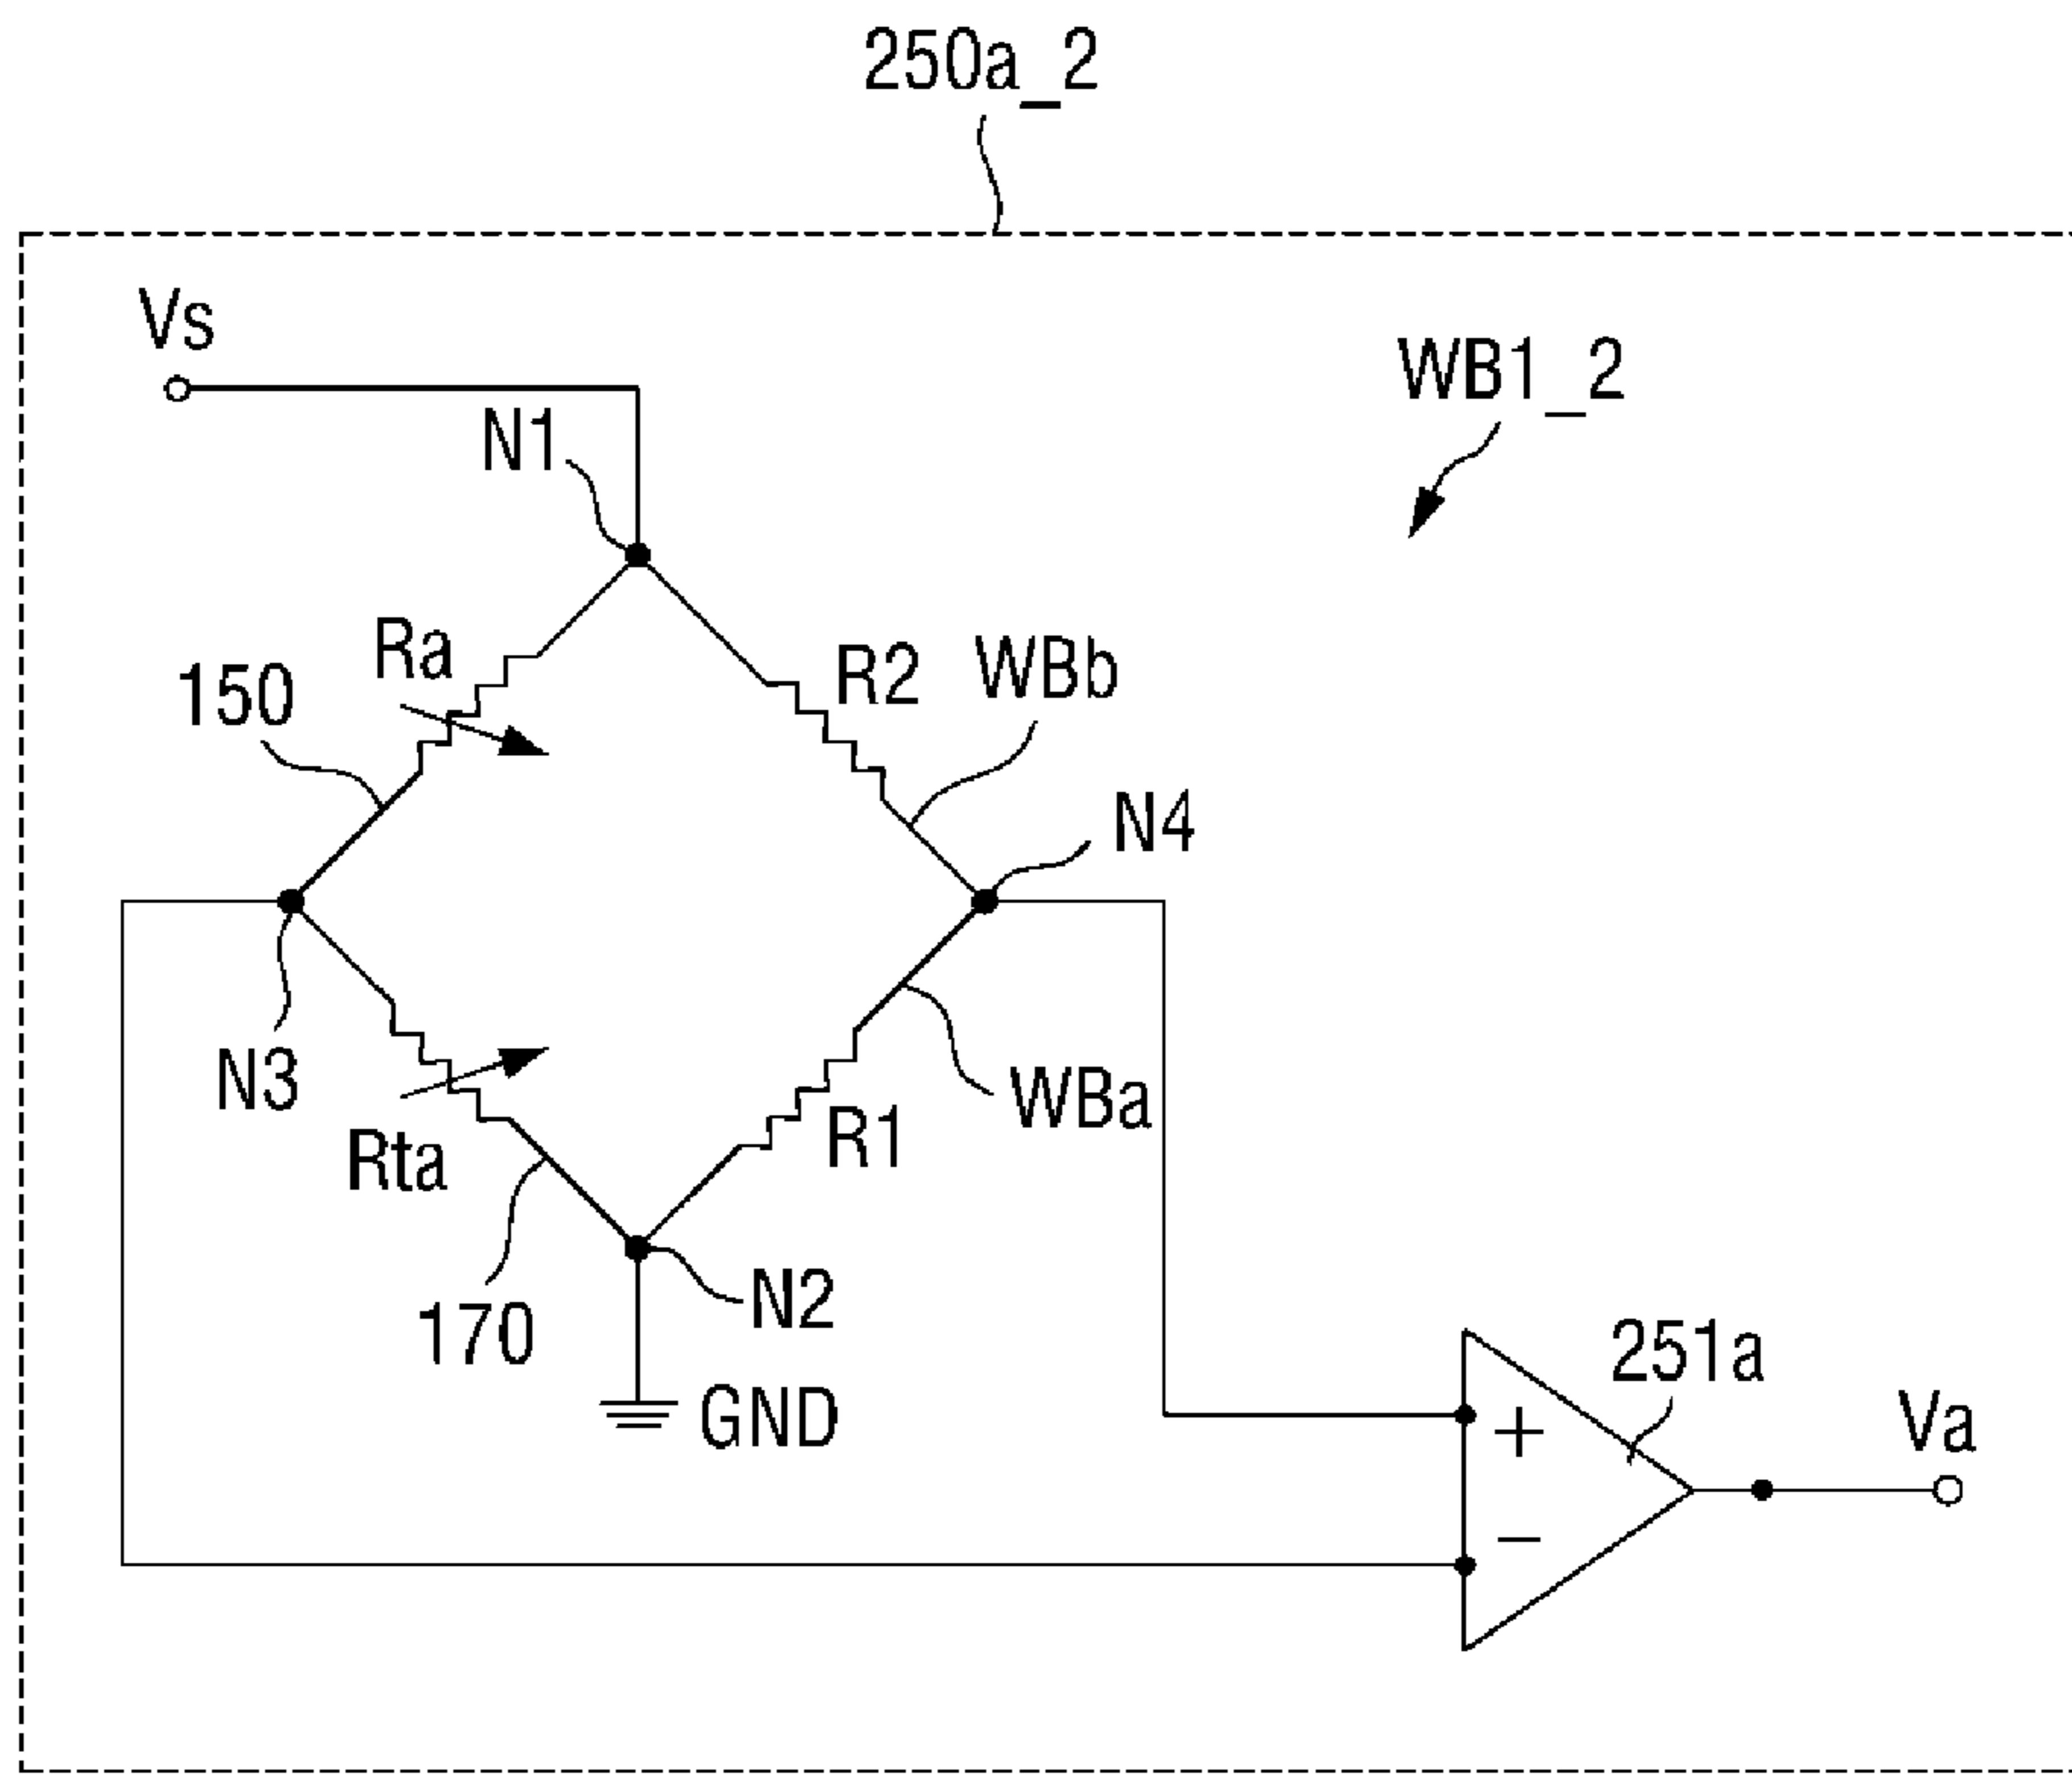 250a_2
Vs
WB1_2
N1
Ra
R2
WBb
150
N4
N3
WBa
R1
Rta
N2
170
251a
GND
Va
+
−